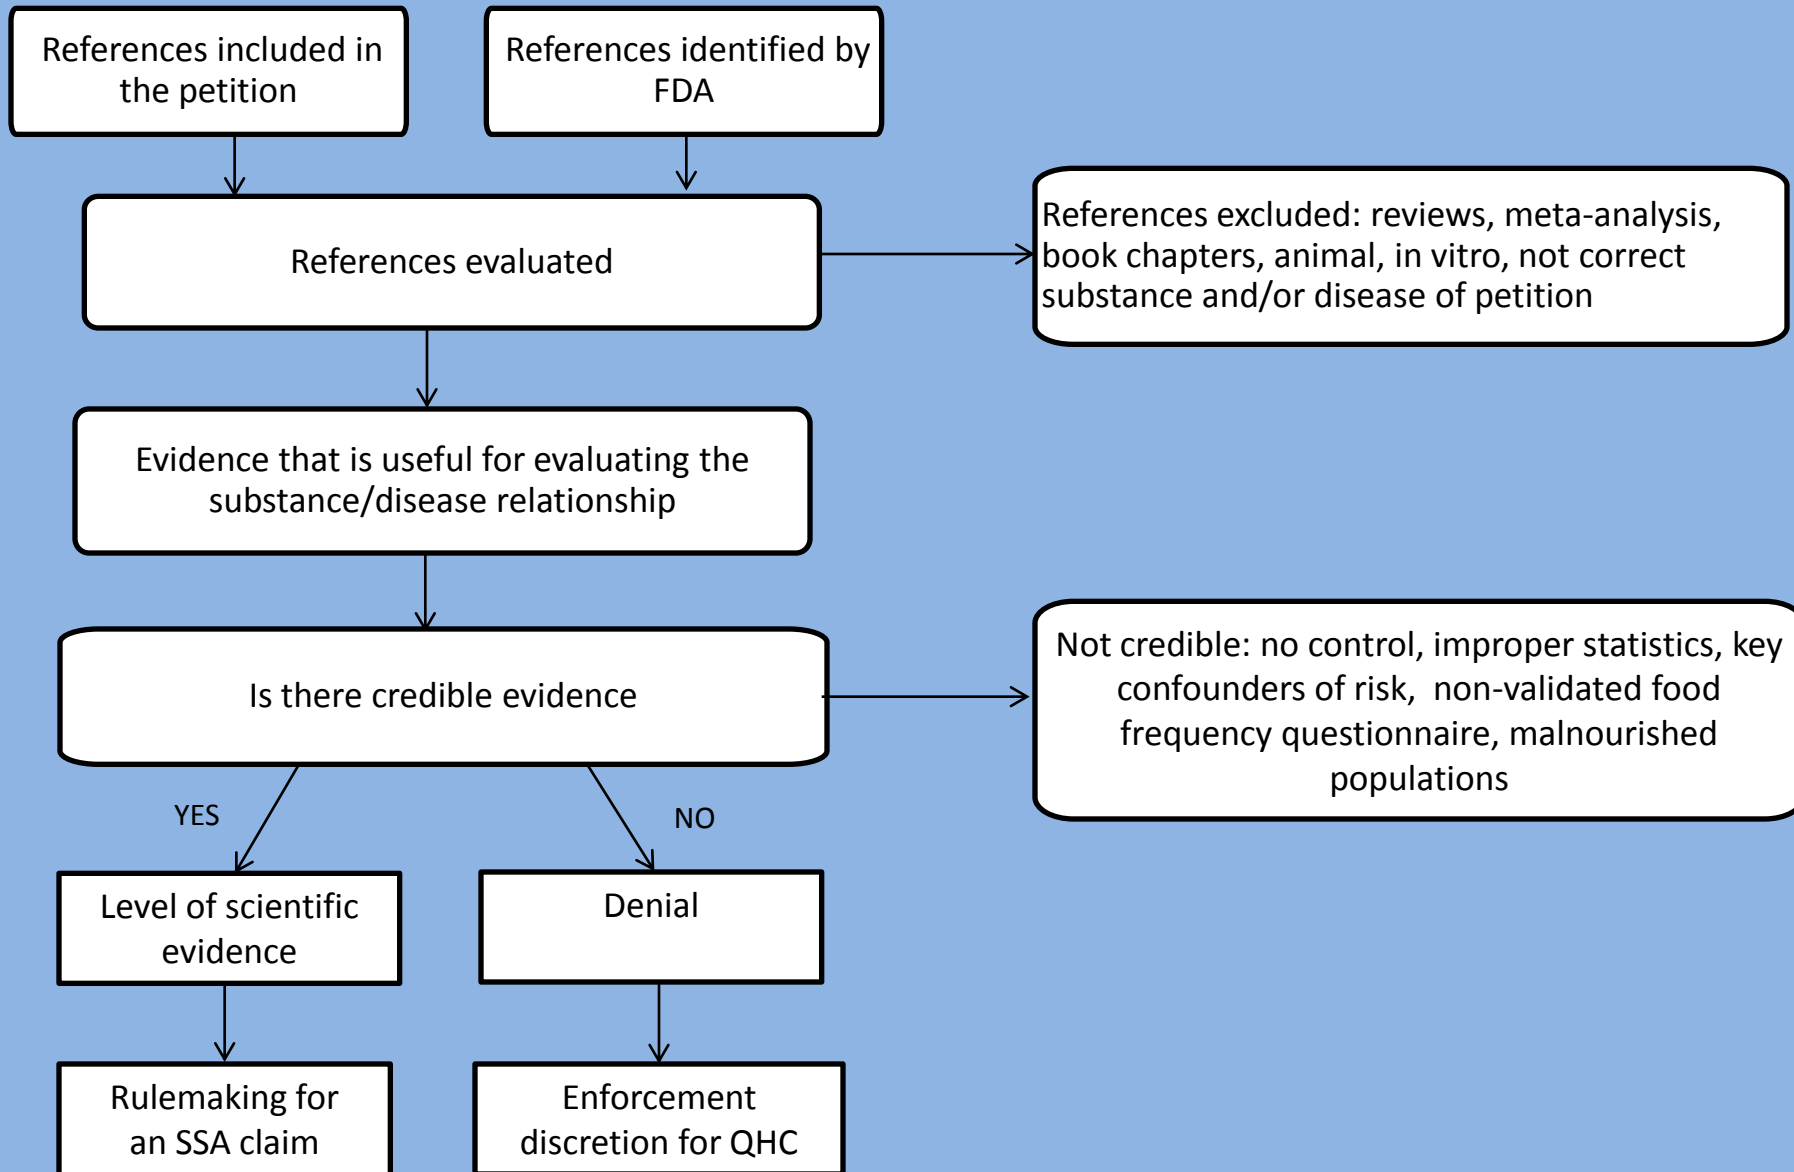 References included in
the petition
References identified by
FDA
References evaluated
References excluded: reviews, meta-analysis,
book chapters, animal, in vitro, not correct
substance and/or disease of petition
Evidence that is useful for evaluating the
substance/disease relationship
Is there credible evidence
Not credible: no control, improper statistics, key
confounders of risk, non-validated food
frequency questionnaire, malnourished
populations
YES
NO
Level of scientific
evidence
Denial
Rulemaking for
an SSA claim
Enforcement
discretion for QHC